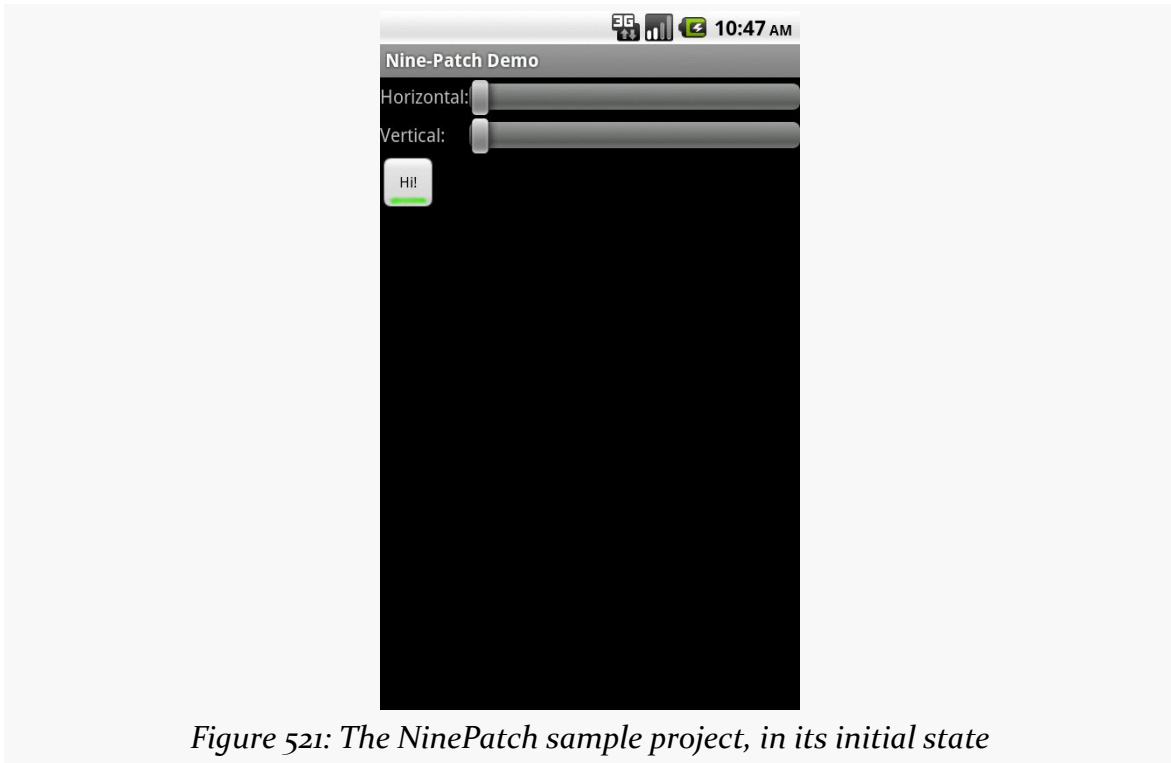 3G 10:47 AM
Nine-Patch Demo
Horizontal:
Vertical:
Hi!
Figure 521: The NinePatch sample project, in its initial state